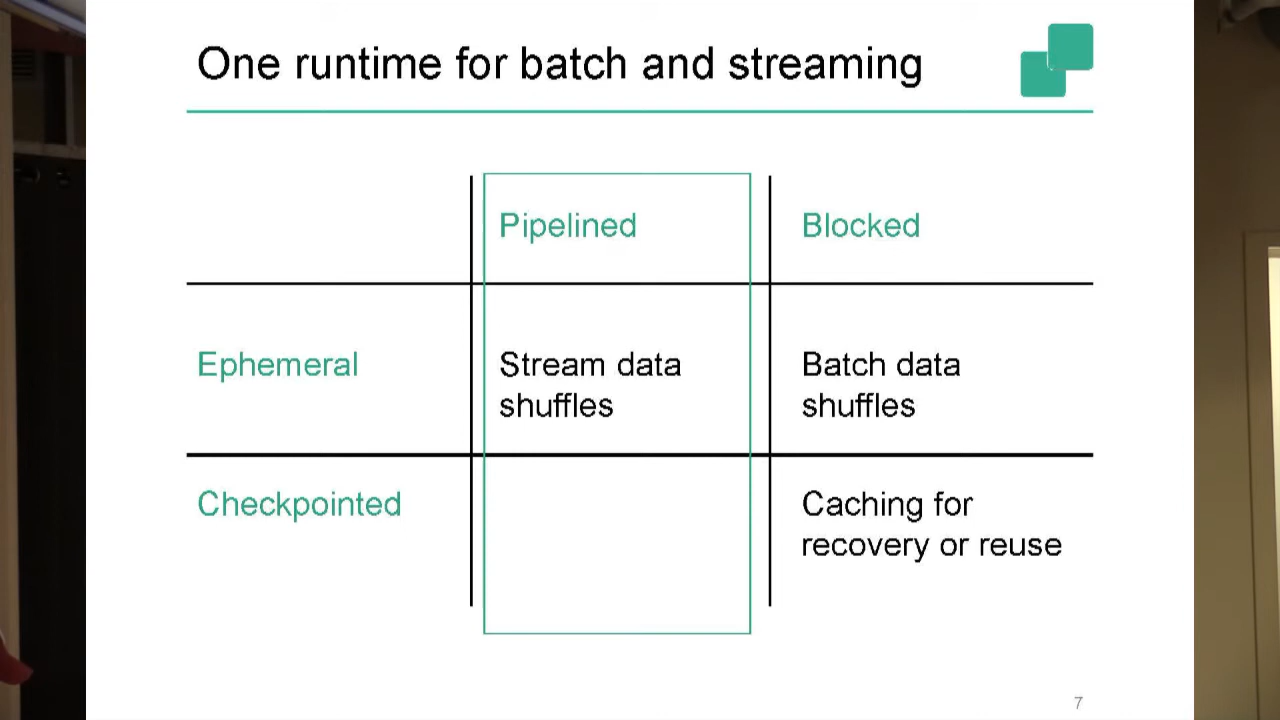 One runtime for batch and streaming
Pipelined
Blocked
Ephemeral
Stream data
shuffles
Batch data
shuffles
Checkpointed
Caching for
recovery or reuse
7